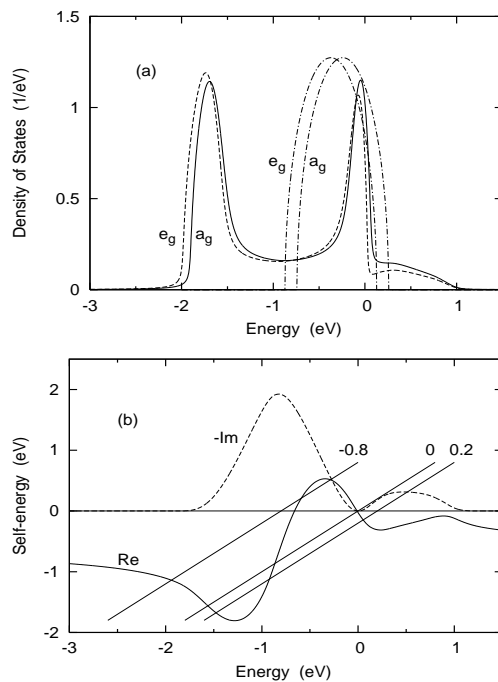 (a)
Density of States (1/eV)
1.5
1
0.5
0
e_g
a_g
e_g
a_g
-3
-2
-1
0
1
Energy (eV)
(b)
Self-energy (eV)
2
1
0
-1
-2
-Im
-0.8
0
0.2
Re
-3
-2
-1
0
1
Energy (eV)